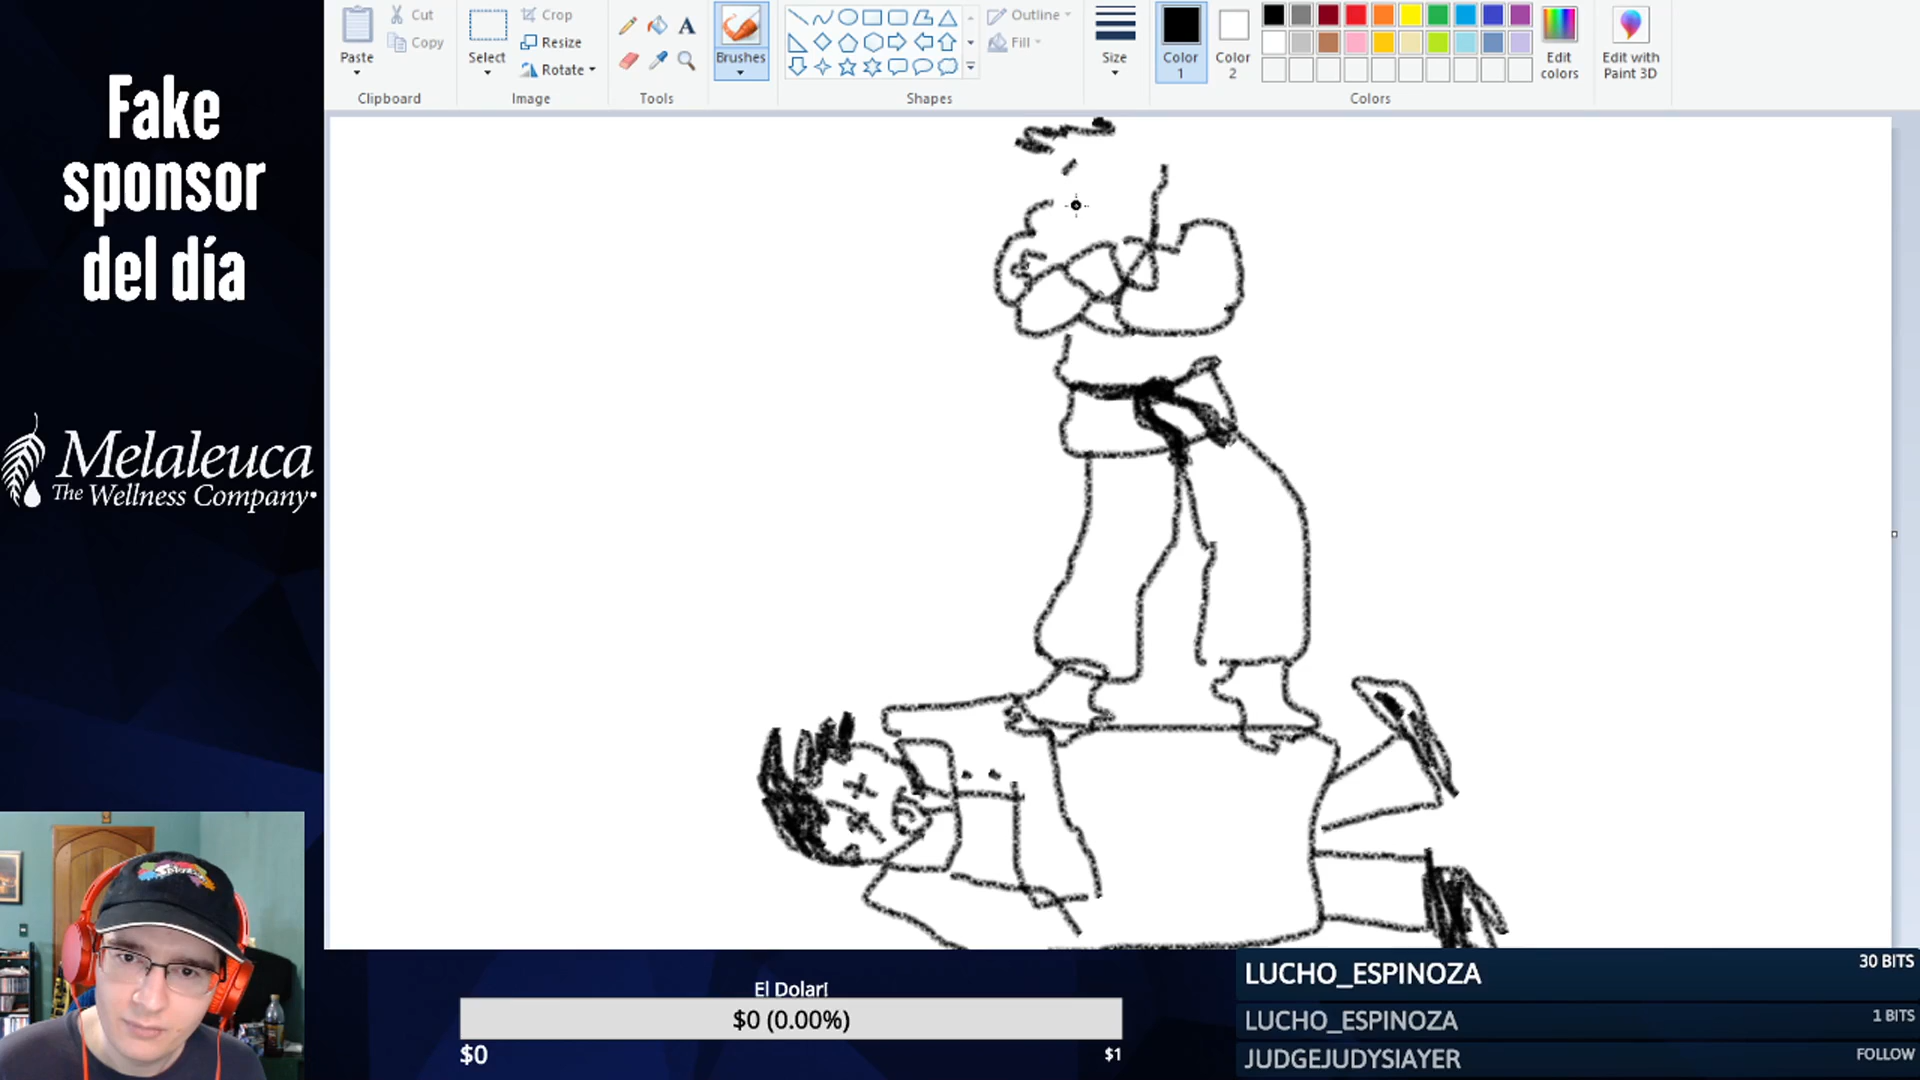 Fake
sponsor
del día
Melaleuca
The Wellness Company
Paste
Cut
Copy
Clipboard
Select
Crop
Resize
Rotate
Image
A
Tools
Brushes
Shapes
Outline
Fill
Size
Color
1
Color
2
Edit
colors
Edit with
Paint 3D
Colors
El Dolar!
$0 (0.00%)
$0
$1
LUCHO_ESPINOZA
30 BITS
LUCHO_ESPINOZA
1 BITS
JUDGEJUDYSIAYER
FOLLOW